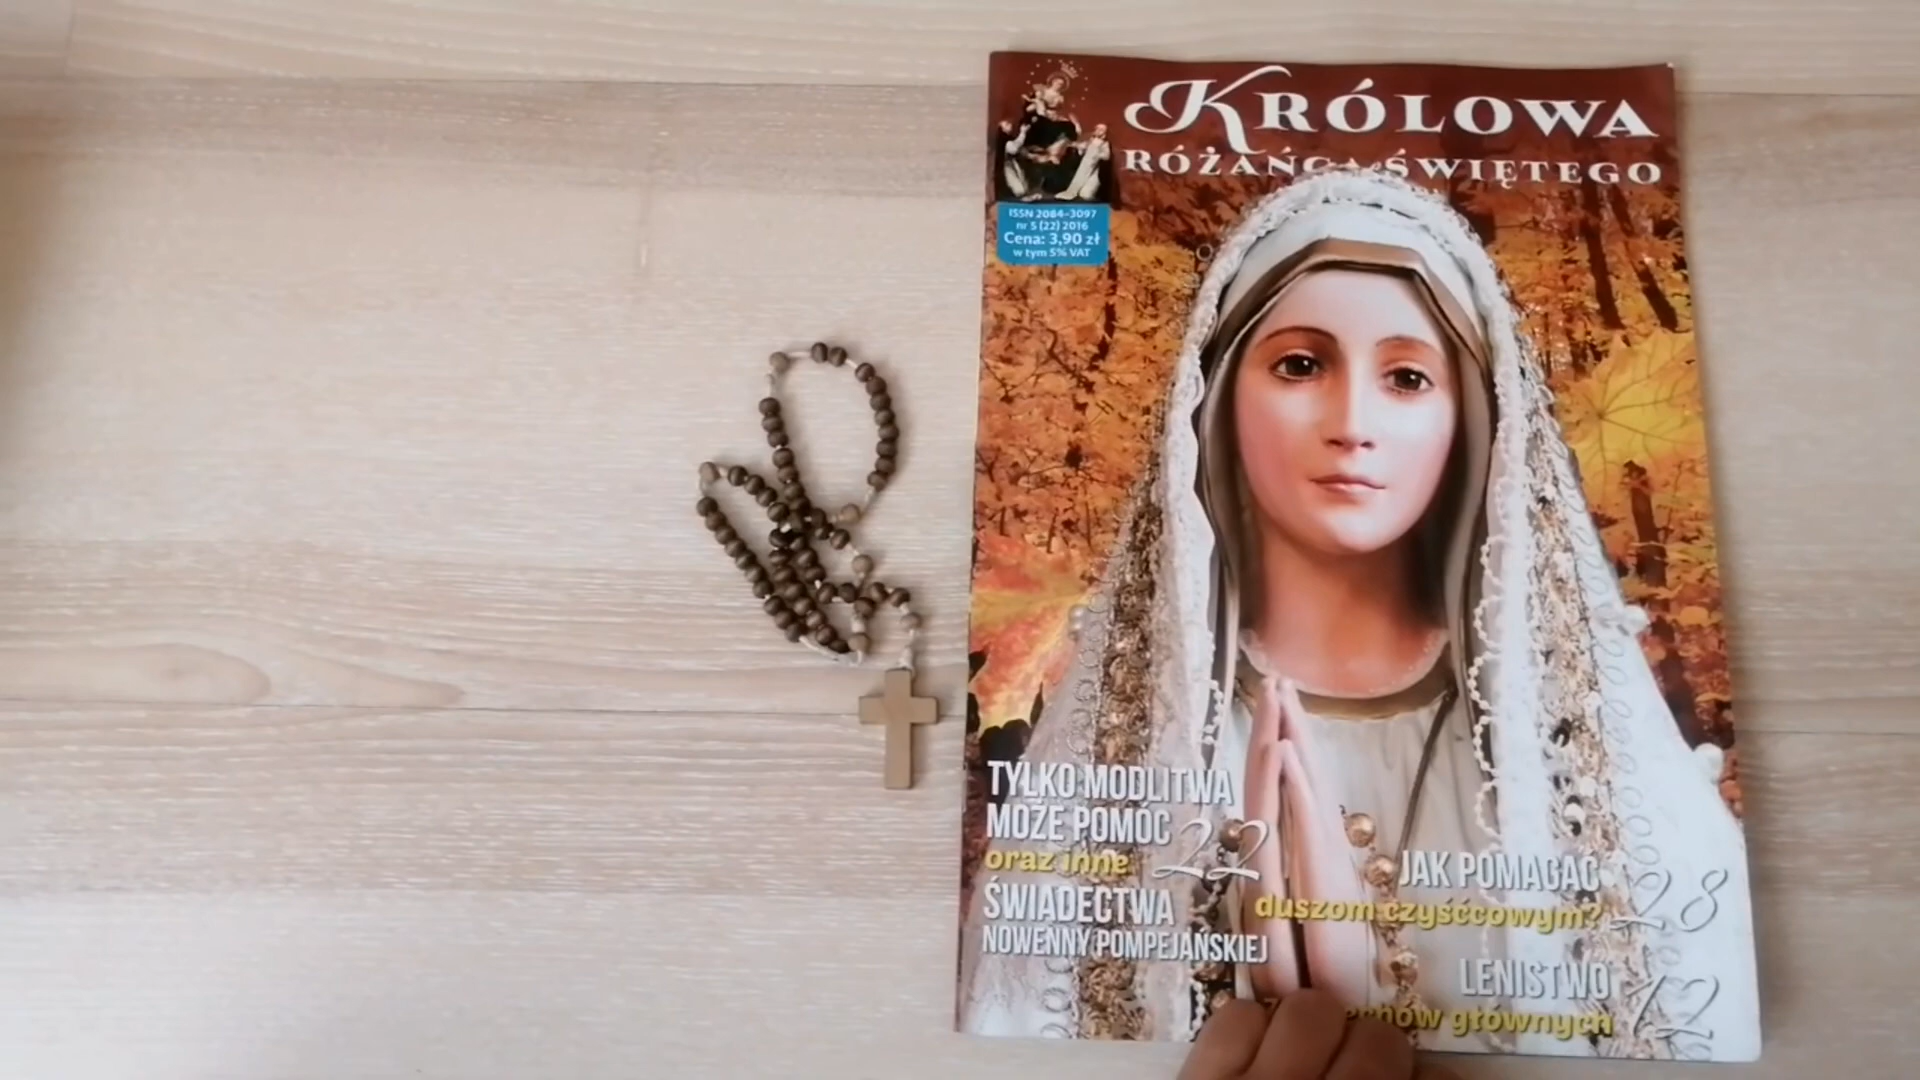 KRÓLOWA
RÓŻAŃCA ŚWIĘTEGO
ISSN 2084-3097
nr 5 (22) 2016
Cena: 3,90 zł
w tym 5% VAT
TYLKO MODLITWA
MOŻE POMÓC 22
oraz inne
ŚWIADECTWA
NOWENNY POMPEJAŃSKIEJ
JAK POMAGAĆ 28
duszom czyśćcowym?
LENISTWO 12
głównych